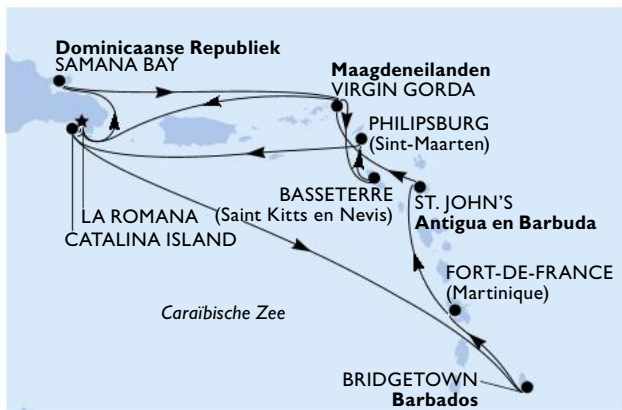 Dominicaanse Republiek
SAMANA BAY
Maagdeneilanden
VIRGIN GORDA
PHILIPSBURG
(Sint-Maarten)
BASSETERRE
(Saint Kitts en Nevis)
LA ROMANA
CATALINA ISLAND
ST. JOHN'S
Antigua en Barbuda
FORT-DE-FRANCE
(Martinique)
Caraïbische Zee
BRIDGETOWN
Barbados